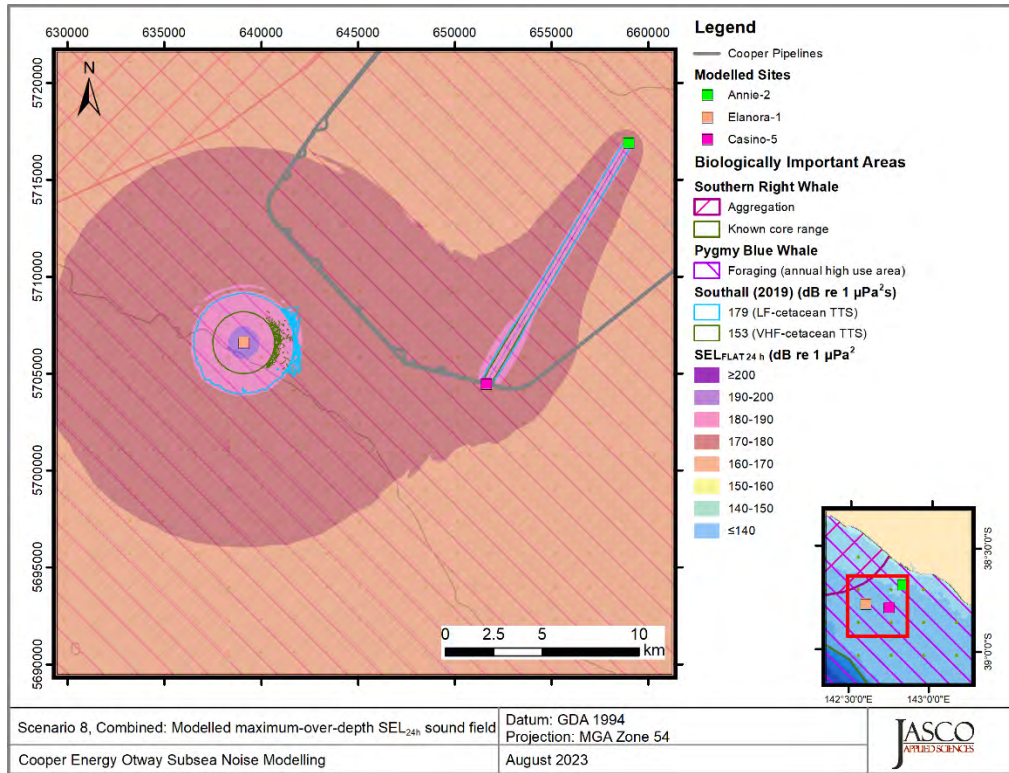 630000 635000 640000 645000 650000 655000 660000
N
5720000
5715000
5710000
5705000
5700000
5695000
5690000
0 2.5 5 10
km
Legend
Cooper Pipelines
Modelled Sites
Annie-2
Elanora-1
Casino-5
Biologically Important Areas
Southern Right Whale
Aggregation
Known core range
Pygmy Blue Whale
Foraging (annual high use area)
Southall (2019) (dB re 1 µPa²s)
179 (LF-cetacean TTS)
153 (VHF-cetacean TTS)
SELFLAT 24 h (dB re 1 µPa²
≥200
190-200
180-190
170-180
160-170
150-160
140-150
≤140
38°30'0"S
39°0'0"S
142°30'0"E 143°0'0"E
Scenario 8, Combined: Modelled maximum-over-depth SEL24h sound field
Datum: GDA 1994
Projection: MGA Zone 54
Cooper Energy Otway Subsea Noise Modelling
August 2023
JASCO
APPLIED SCIENCES